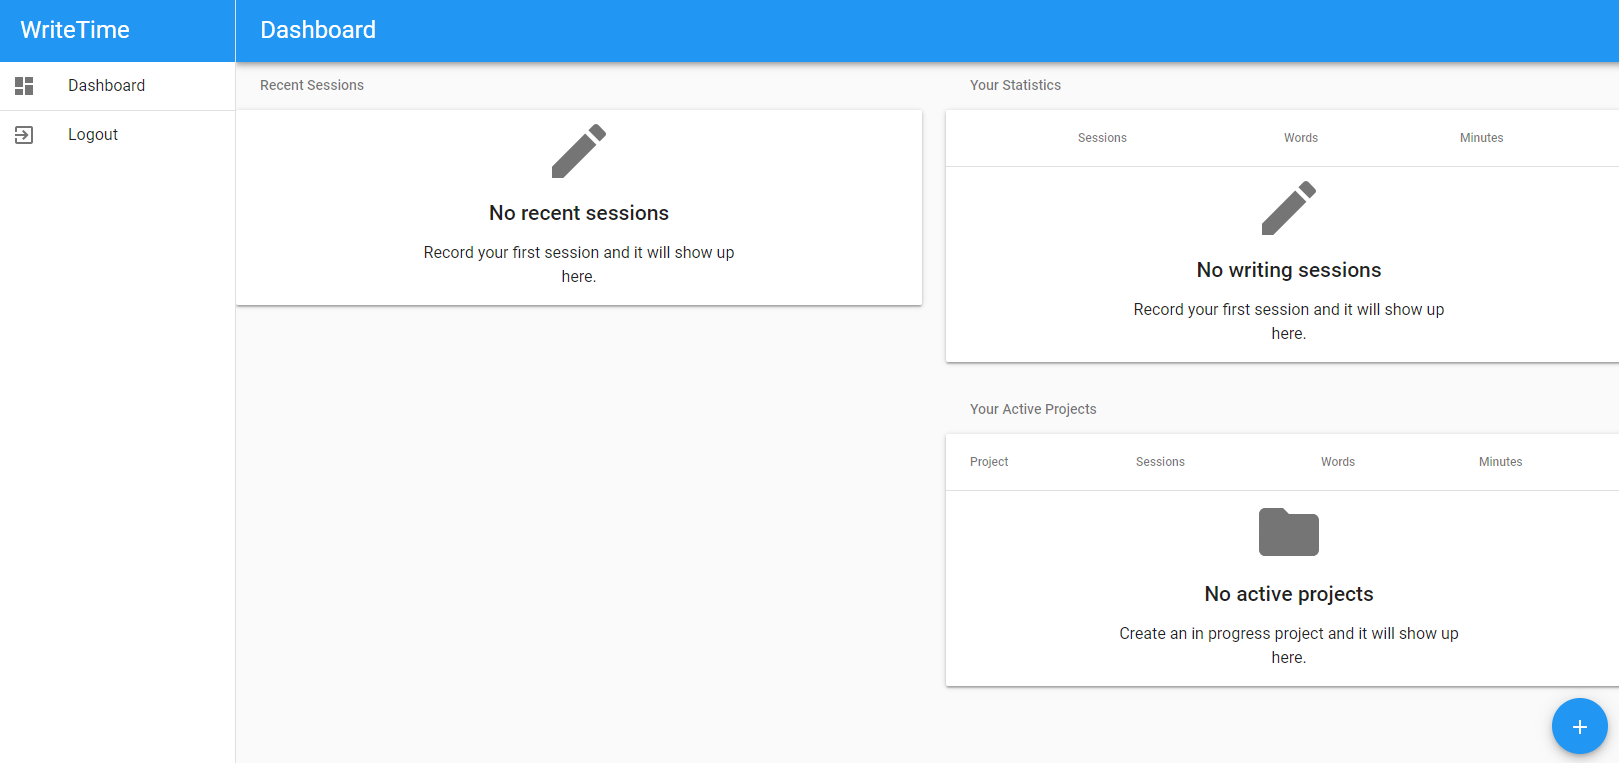 WriteTime
Dashboard
Dashboard
Logout
Recent Sessions
No recent sessions
Record your first session and it will show up
here.
Your Statistics
Sessions Words Minutes
No writing sessions
Record your first session and it will show up
here.
Your Active Projects
Project Sessions Words Minutes
No active projects
Create an in progress project and it will show up
here.